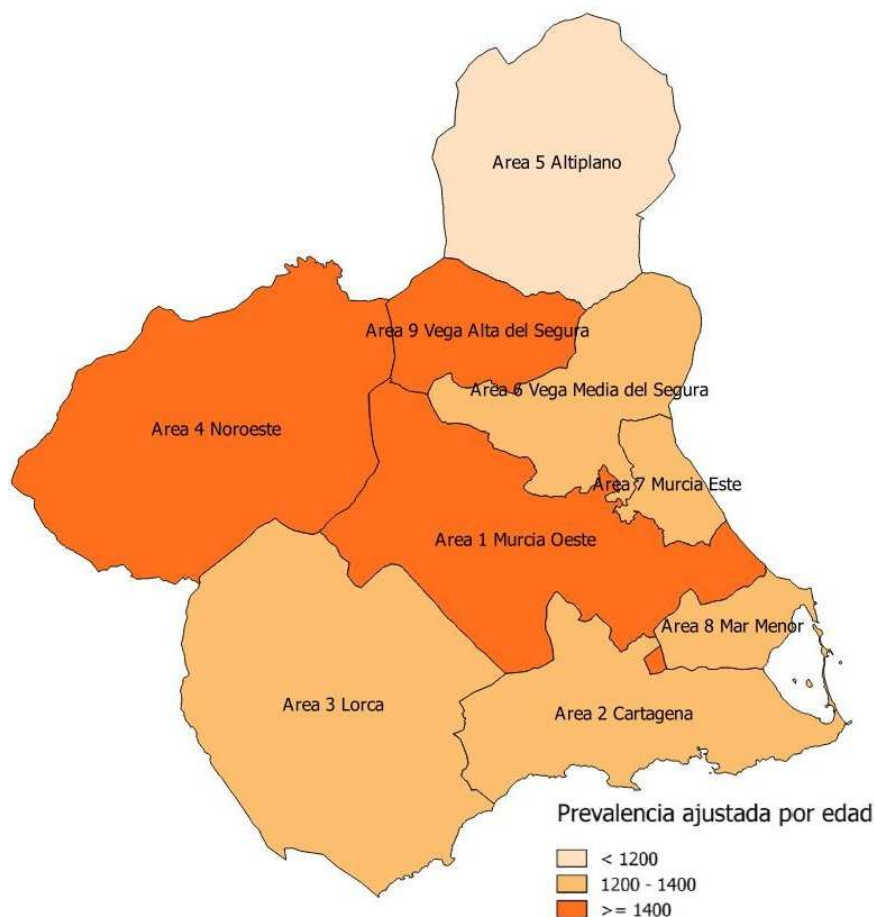 Area 5 Altiplano
Area 9 Vega Alta del Segura
Area 6 Vega Media del Segura
Area 4 Noroeste
Area 7 Murcia Este
Area 1 Murcia Oeste
Area 8 Mar Menor
Area 3 Lorca
Area 2 Cartagena
Prevalencia ajustada por edad
< 1200
1200 - 1400
>= 1400